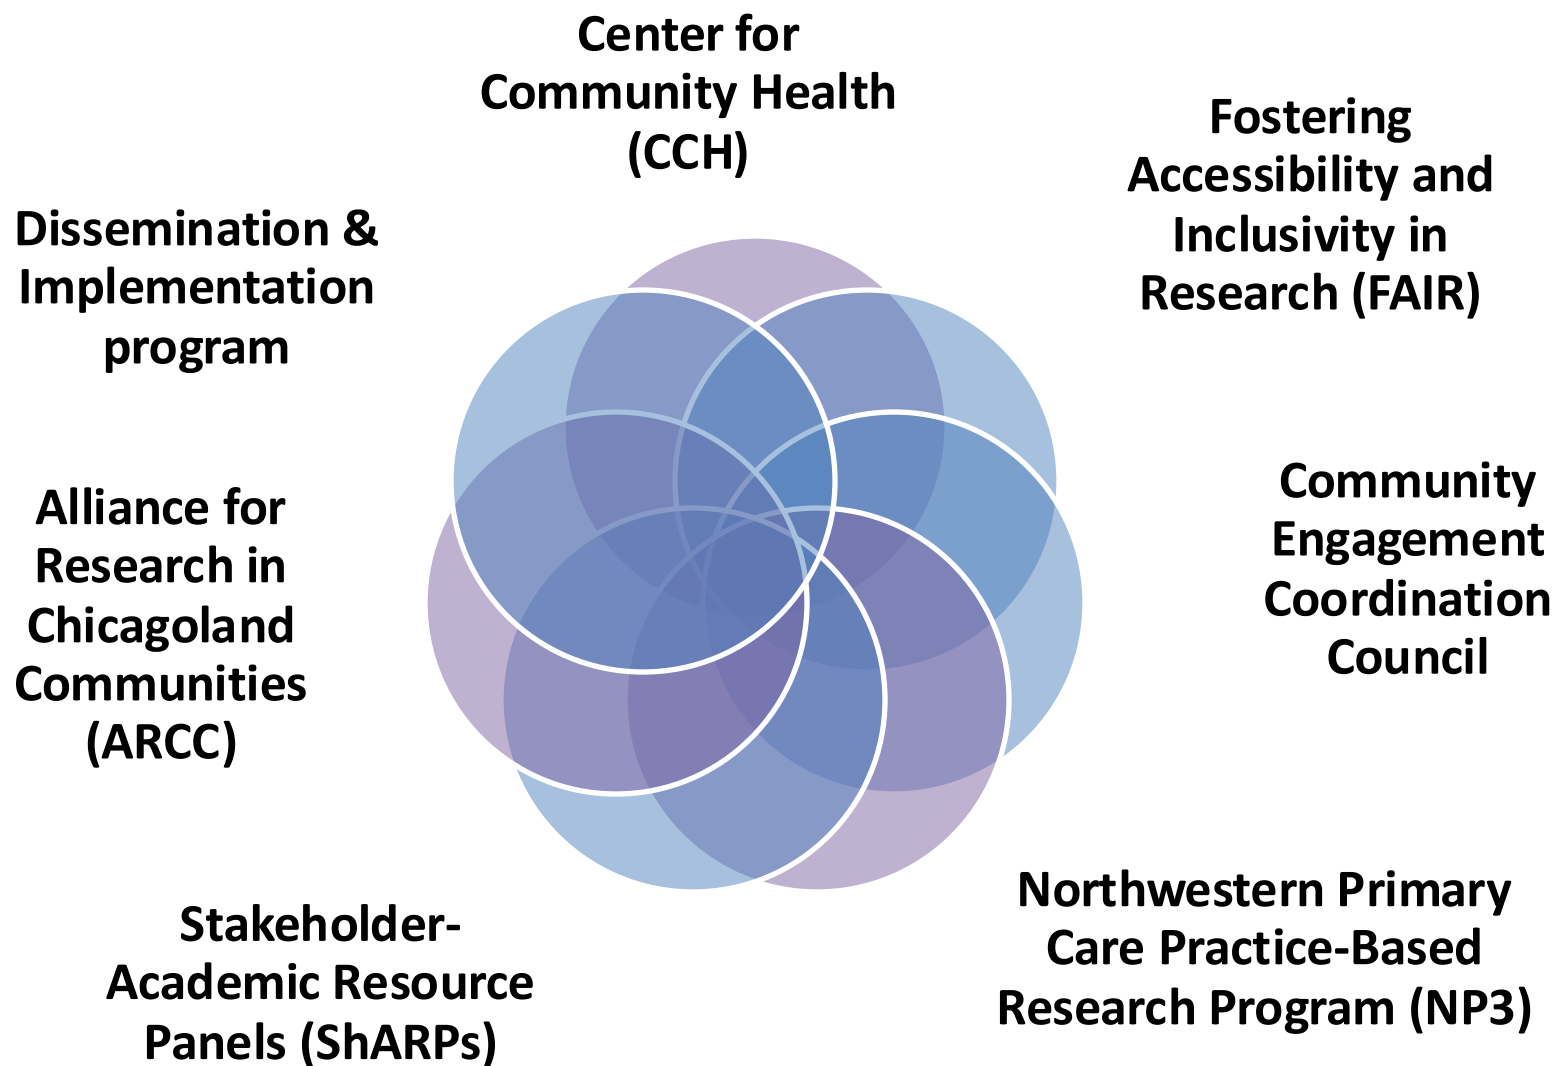 Center for
Community Health
(CCH)
Fostering
Accessibility and
Inclusivity in
Research (FAIR)
Community
Engagement
Coordination
Council
Northwestern Primary
Care Practice-Based
Research Program (NP3)
Stakeholder-
Academic Resource
Panels (ShARPs)
Alliance for
Research in
Chicagoland
Communities
(ARCC)
Dissemination &
Implementation
program